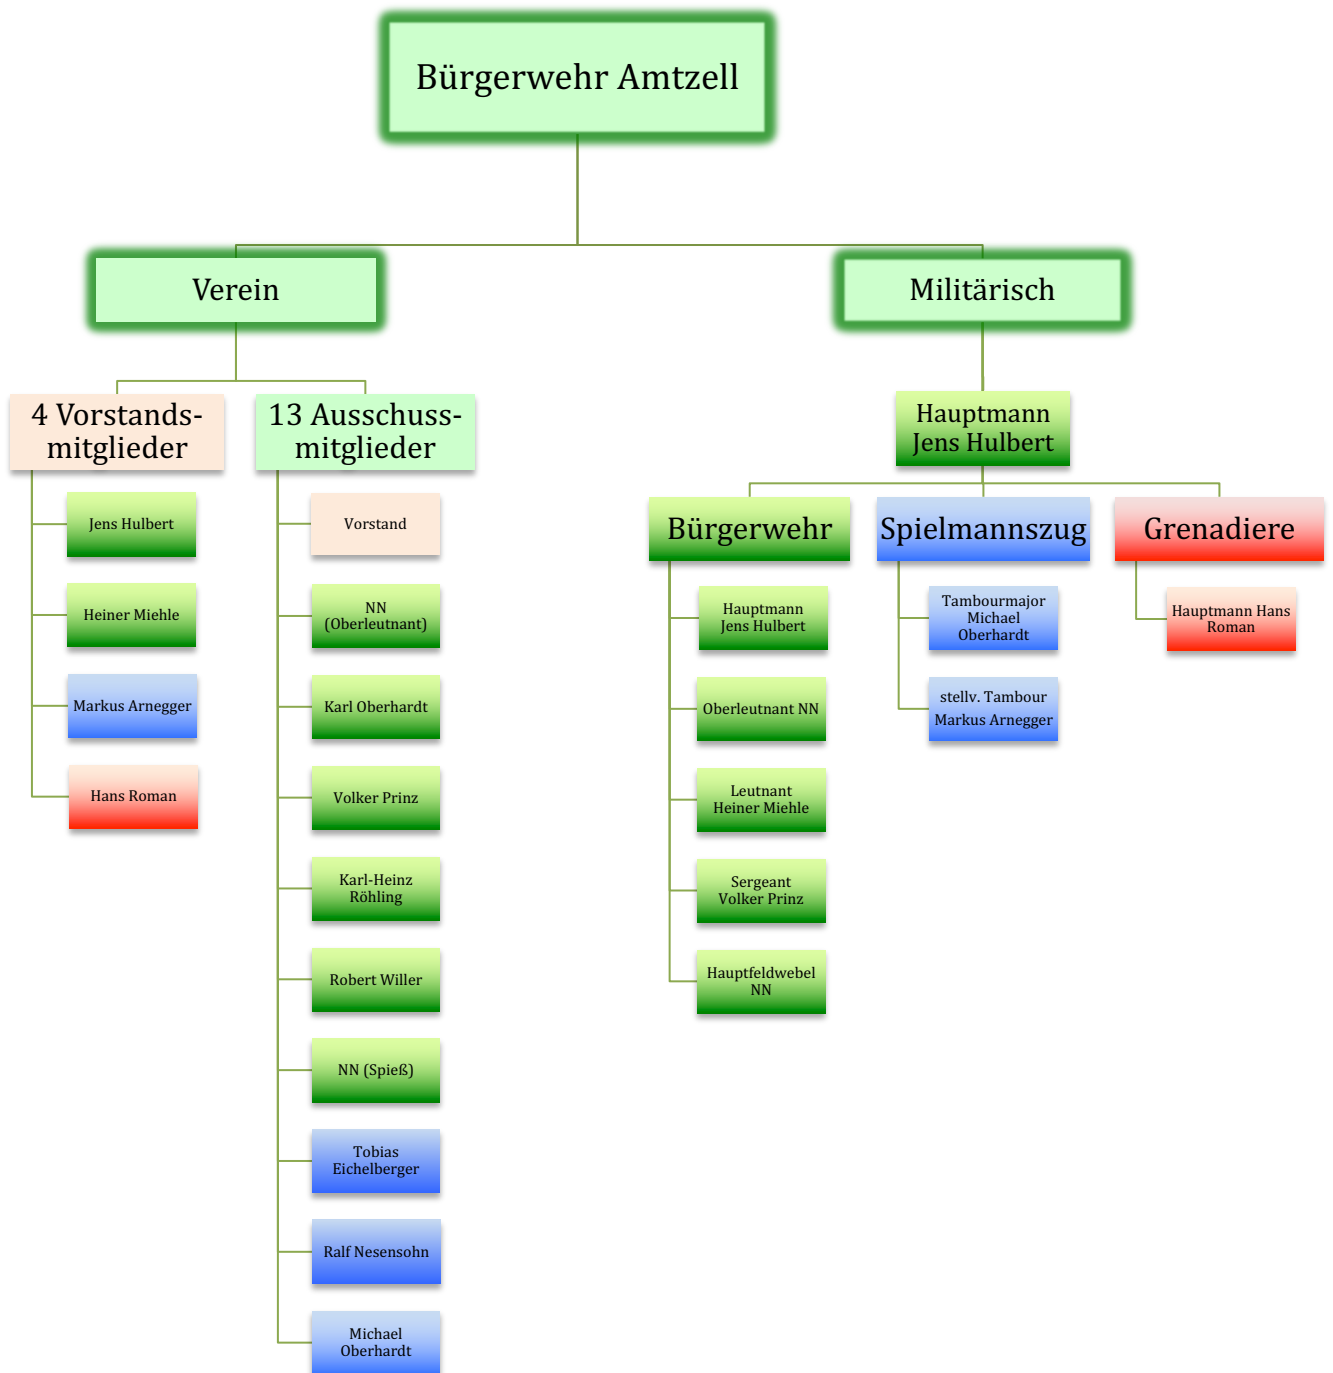 Bürgerwehr Amtzell
Verein
Militärisch
4 Vorstands-
mitglieder
Jens Hulbert
Heiner Miehle
Markus Arnegger
Hans Roman
13 Ausschuss-
mitglieder
Vorstand
NN
(Oberleutnant)
Karl Oberhardt
Volker Prinz
Karl-Heinz
Röhling
Robert Willer
NN (Spieß)
Tobias
Eichelberger
Ralf Nesensohn
Michael
Oberhardt
Hauptmann
Jens Hulbert
Bürgerwehr
Hauptmann
Jens Hulbert
Oberleutnant NN
Leutnant
Heiner Miehle
Sergeant
Volker Prinz
Hauptfeldwebel
NN
Spielmannszug
Tambourmajor
Michael
Oberhardt
stellv. Tambour
Markus Arnegger
Grenadiere
Hauptmann Hans
Roman